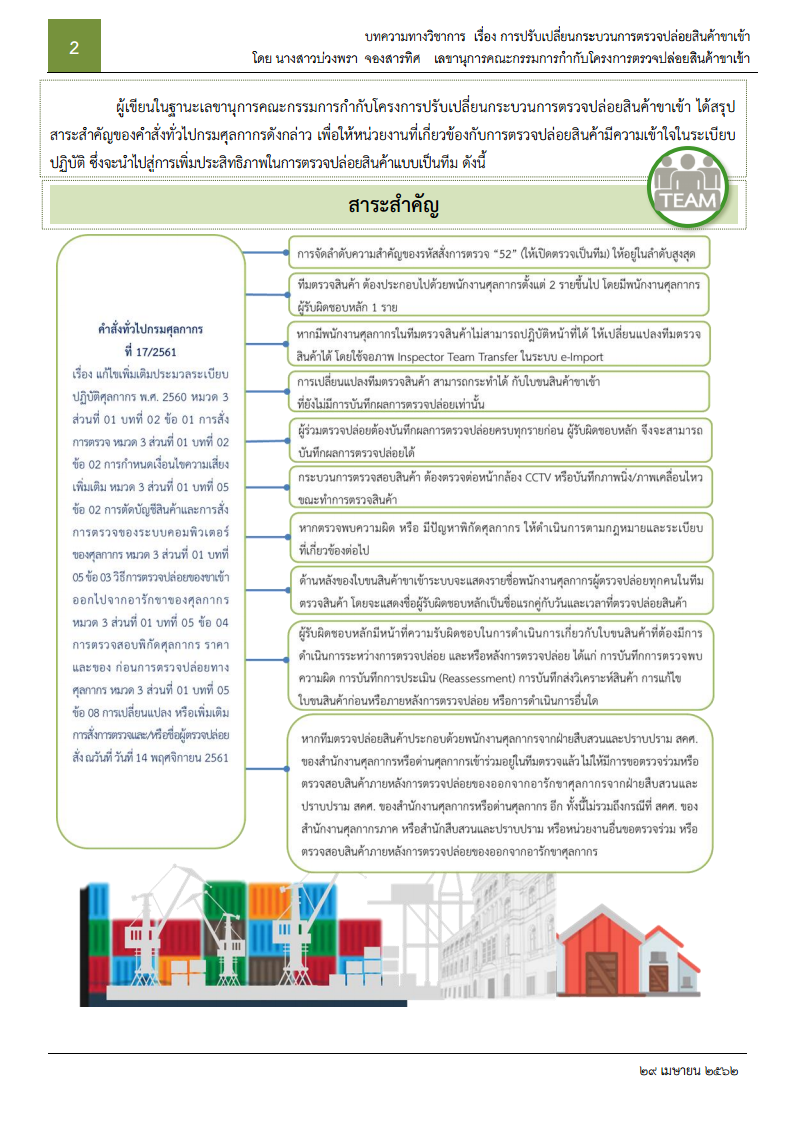 2
บทความทางวิชาการ เรื่อง การปรับเปลี่ยนกระบวนการตรวจปล่อยสินค้าขาเข้า
โดย นางสาวบ่วงพรา จองสารทิศ เลขานุการคณะกรรมการกำกับโครงการตรวจปล่อยสินค้าขาเข้า
ผู้เขียนในฐานะเลขานุการคณะกรรมการกำกับโครงการปรับเปลี่ยนกระบวนการตรวจปล่อยสินค้าขาเข้า ได้สรุป
สาระสำคัญของคำสั่งทั่วไปกรมศุลกากรดังกล่าว เพื่อให้หน่วยงานที่เกี่ยวข้องกับการตรวจปล่อยสินค้ามีความเข้าใจในระเบียบ
ปฏิบัติ ซึ่งจะนำไปสู่การเพิ่มประสิทธิภาพในการตรวจปล่อยสินค้าแบบเป็นทีม ดังนี้
TEAM
สาระสำคัญ
คำสั่งทั่วไปกรมศุลกากร
ที่ 17/2561
เรื่อง แก้ไขเพิ่มเติมประมวลระเบียบ
ปฏิบัติศุลกากร พ.ศ. 2560 หมวด 3
ส่วนที่ 01 บทที่ 02 ข้อ 01 การสั่ง
การตรวจ หมวด 3 ส่วนที่ 01 บทที่ 02
ข้อ 02 การกำหนดเงื่อนไขความเสี่ยง
เพิ่มเติม หมวด 3 ส่วนที่ 01 บทที่ 05
ข้อ 02 การตัดบัญชีสินค้าและการสั่ง
การตรวจของระบบคอมพิวเตอร์
ของศุลกากร หมวด 3 ส่วนที่ 01 บทที่
05 ข้อ 03 วิธีการตรวจปล่อยของขาเข้า
ออกไปจากอารักขาของศุลกากร
หมวด 3 ส่วนที่ 01 บทที่ 05 ข้อ 04
การตรวจสอบพิกัดศุลกากร ราคา
และของ ก่อนการตรวจปล่อยทาง
ศุลกากร หมวด 3 ส่วนที่ 01 บทที่ 05
ข้อ 08 การเปลี่ยนแปลง หรือเพิ่มเติม
การสั่งการตรวจและ/หรือชื่อผู้ตรวจปล่อย
สั่ง ณวันที่ วันที่ 14 พฤศจิกายน 2561
การจัดลำดับความสำคัญของรหัสสั่งการตรวจ “52” (ให้เปิดตรวจเป็นทีม) ให้อยู่ในลำดับสูงสุด
ทีมตรวจสินค้า ต้องประกอบไปด้วยพนักงานศุลกากรตั้งแต่ 2 รายขึ้นไป โดยมีพนักงานศุลกากร
ผู้รับผิดชอบหลัก 1 ราย
หากมีพนักงานศุลกากรในทีมตรวจสินค้าไม่สามารถปฏิบัติหน้าที่ได้ ให้เปลี่ยนแปลงทีมตรวจ
สินค้าได้ โดยใช้จอภาพ Inspector Team Transfer ในระบบ e-Import
การเปลี่ยนแปลงทีมตรวจสินค้า สามารถกระทำได้ กับใบขนสินค้าขาเข้า
ที่ยังไม่มีการบันทึกผลการตรวจปล่อยเท่านั้น
ผู้ร่วมตรวจปล่อยต้องบันทึกผลการตรวจปล่อยครบทุกรายก่อน ผู้รับผิดชอบหลัก จึงจะสามารถ
บันทึกผลการตรวจปล่อยได้
กระบวนการตรวจสอบสินค้า ต้องตรวจต่อหน้ากล้อง CCTV หรือบันทึกภาพนิ่ง/ภาพเคลื่อนไหว
ขณะทำการตรวจสินค้า
หากตรวจพบความผิด หรือ มีปัญหาพิกัดศุลกากร ให้ดำเนินการตามกฎหมายและระเบียบ
ที่เกี่ยวข้องต่อไป
ด้านหลังของใบขนสินค้าขาเข้าระบบจะแสดงรายชื่อพนักงานศุลกากรผู้ตรวจปล่อยทุกคนในทีม
ตรวจสินค้า โดยจะแสดงชื่อผู้รับผิดชอบหลักเป็นชื่อแรกคู่กับวันและเวลาที่ตรวจปล่อยสินค้า
ผู้รับผิดชอบหลักมีหน้าที่ความรับผิดชอบในการดำเนินการเกี่ยวกับใบขนสินค้าที่ต้องมีการ
ดำเนินการระหว่างการตรวจปล่อย และหรือหลังการตรวจปล่อย ได้แก่ การบันทึกการตรวจพบ
ความผิด การบันทึกการประเมิน (Reassessment) การบันทึกส่งวิเคราะห์สินค้า การแก้ไข
ใบขนสินค้าก่อนหรือภายหลังการตรวจปล่อย หรือการดำเนินการอื่นใด
หากทีมตรวจปล่อยสินค้าประกอบด้วยพนักงานศุลกากรจากฝ่ายสืบสวนและปราบปราม สคศ.
ของสำนักงานศุลกากรหรือด่านศุลกากรเข้าร่วมอยู่ในทีมตรวจแล้ว ไม่ให้มีการขอตรวจร่วมหรือ
ตรวจสอบสินค้าภายหลังการตรวจปล่อยของออกจากอารักขาศุลกากรจากฝ่ายสืบสวนและ
ปราบปราม สคศ. ของสำนักงานศุลกากรหรือด่านศุลกากร อีก ทั้งนี้ไม่รวมถึงกรณีที่ สคศ. ของ
สำนักงานศุลกากรภาค หรือสำนักสืบสวนและปราบปราม หรือหน่วยงานอื่นขอตรวจร่วม หรือ
ตรวจสอบสินค้าภายหลังการตรวจปล่อยของออกจากอารักขาศุลกากร
๒๙ เมษายน ๒๕๖๒